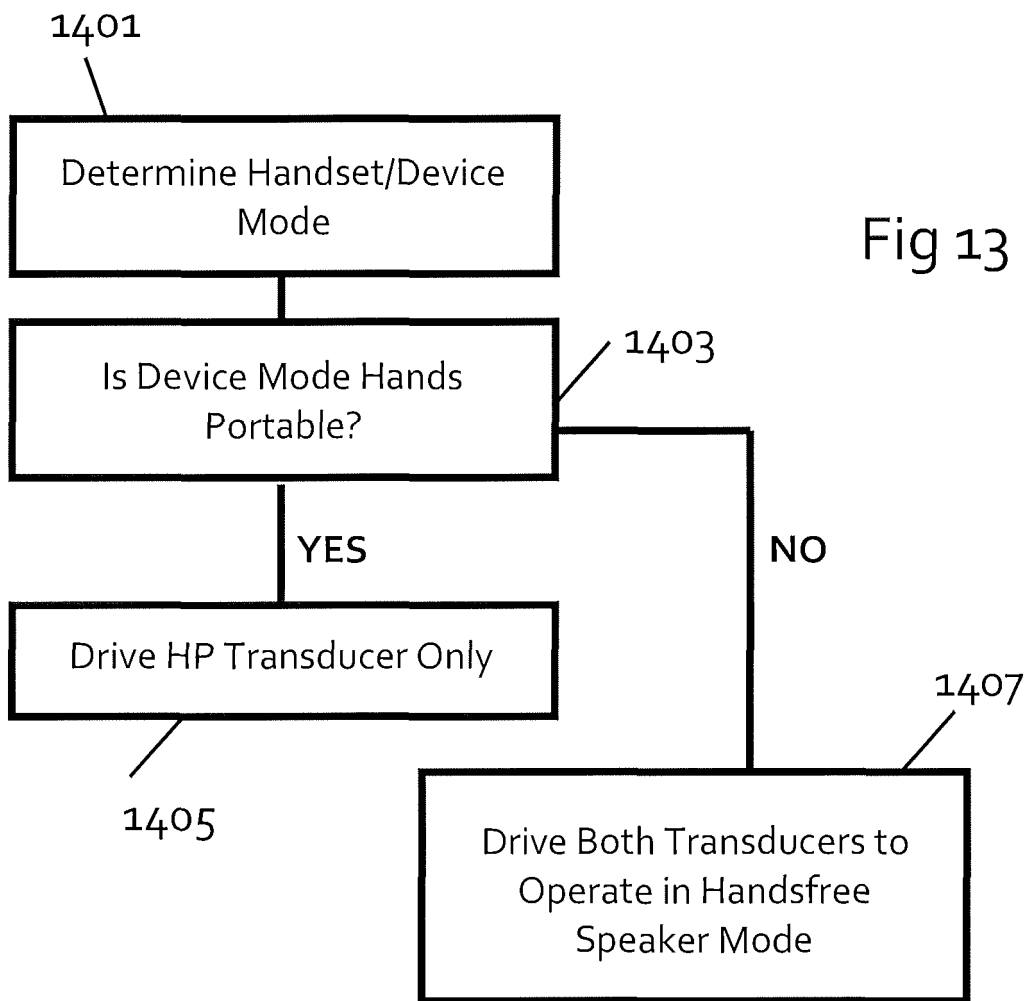 1401
Determine Handset/Device
Mode
Fig 13
1403
Is Device Mode Hands
Portable?
YES
NO
Drive HP Transducer Only
1405
1407
Drive Both Transducers to
Operate in Handsfree
Speaker Mode